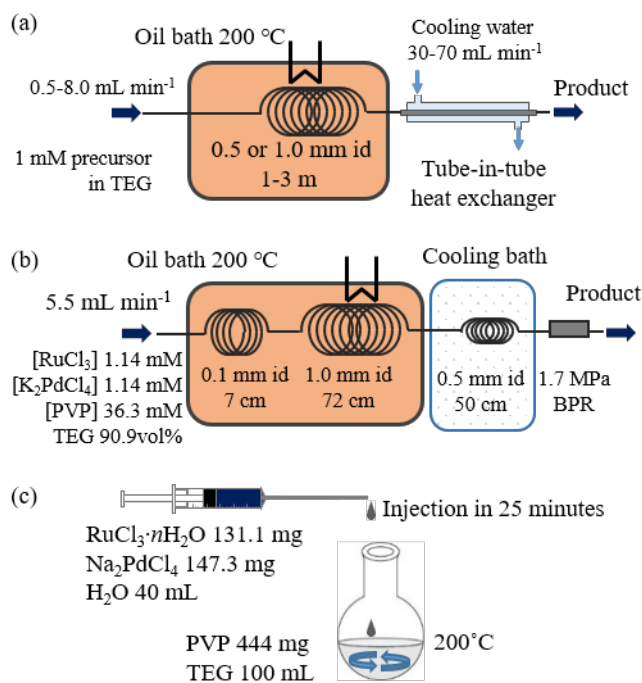 (a)
Oil bath 200 °C
Cooling water
30-70 mL min⁻¹
0.5-8.0 mL min⁻¹
Product
1 mM precursor
in TEG
0.5 or 1.0 mm id
1-3 m
Tube-in-tube
heat exchanger
(b)
Oil bath 200 °C
Cooling bath
5.5 mL min⁻¹
Product
[RuCl₃] 1.14 mM
[K₂PdCl₄] 1.14 mM
[PVP] 36.3 mM
TEG 90.9vol%
0.1 mm id
7 cm
1.0 mm id
72 cm
0.5 mm id
50 cm
1.7 MPa
BPR
(c)
Injection in 25 minutes
RuCl₃·nH₂O 131.1 mg
Na₂PdCl₄ 147.3 mg
H₂O 40 mL
PVP 444 mg
TEG 100 mL
200˚C